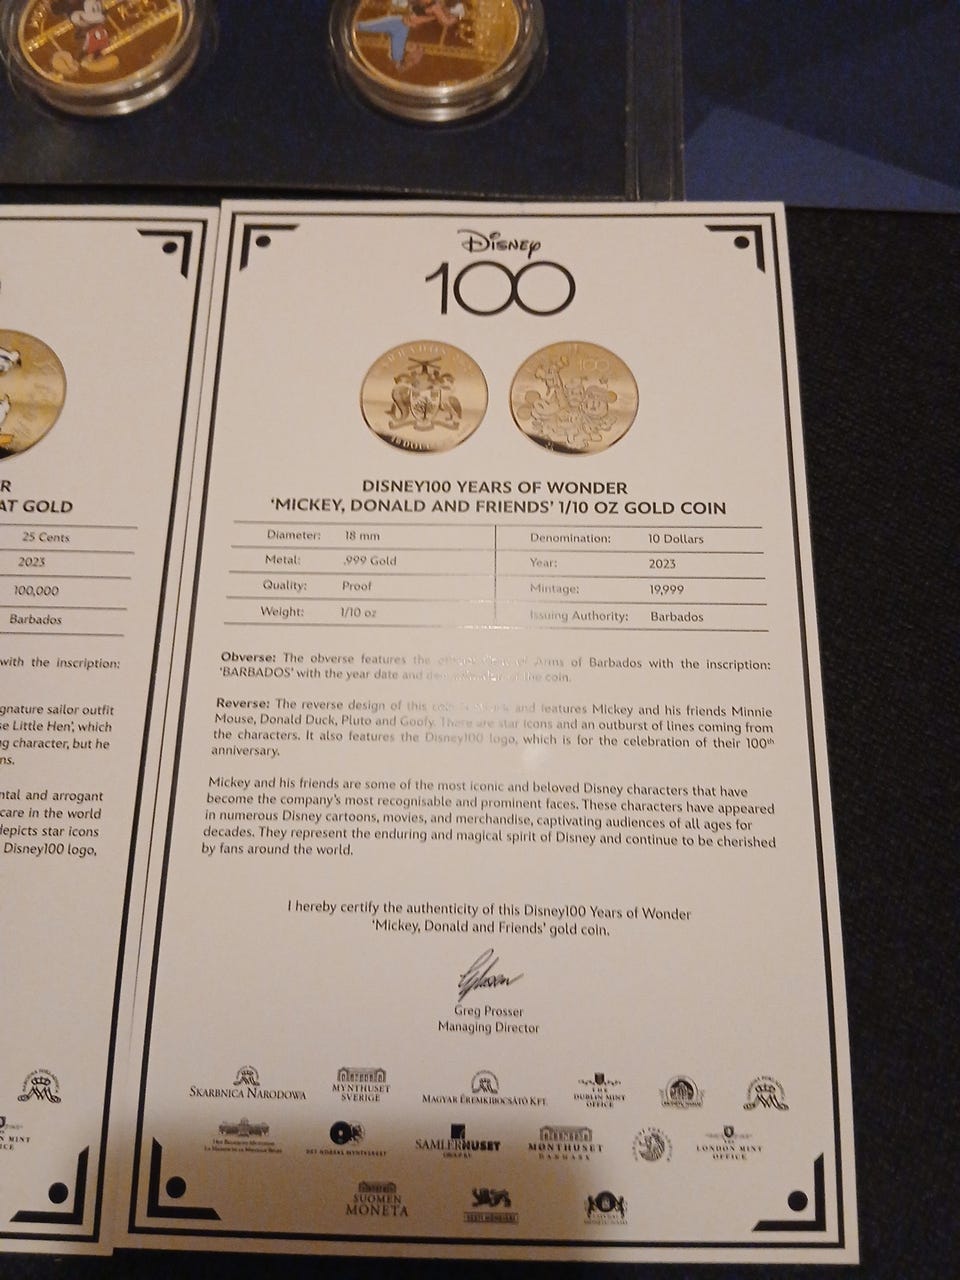 Disney
100
DISNEY100 YEARS OF WONDER
'MICKEY, DONALD AND FRIENDS' 1/10 OZ GOLD COIN
Diameter: 18 mm Denomination: 10 Dollars
Metal: .999 Gold Year: 2023
Quality: Proof Mintage: 19,999
Weight: 1/10 oz Issuing Authority: Barbados
Obverse: The obverse features the Arms of Barbados with the inscription:
'BARBADOS' with the year date and of the coin.
Reverse: The reverse design of this and features Mickey and his friends Minnie
Mouse, Donald Duck, Pluto and Goofy. There are star icons and an outburst of lines coming from
the characters. It also features the Disney100 logo, which is for the celebration of their 100th
anniversary.
Mickey and his friends are some of the most iconic and beloved Disney characters that have
become the company's most recognisable and prominent faces. These characters have appeared
in numerous Disney cartoons, movies, and merchandise, captivating audiences of all ages for
decades. They represent the enduring and magical spirit of Disney and continue to be cherished
by fans around the world.
I hereby certify the authenticity of this Disney100 Years of Wonder
'Mickey, Donald and Friends' gold coin.
Greg Prosser
Managing Director
SKARBNICA NARODOWA
MYNTHUSET
SVERIGE
MAGYAR ÉREMKIBOCSÁTÓ KFT.
THE
DUBLIN MINT
OFFICE
SAMLERHUSET
MØNTHUSET
DANMARK
THE
LONDON MINT
OFFICE
SUOMEN
MONETA
R
AT GOLD
25 Cents
2023
100,000
Barbados
with the inscription:
gnature sailor outfit
se Little Hen', which
g character, but he
ns.
ntal and arrogant
care in the world
depicts star icons
Disney100 logo,